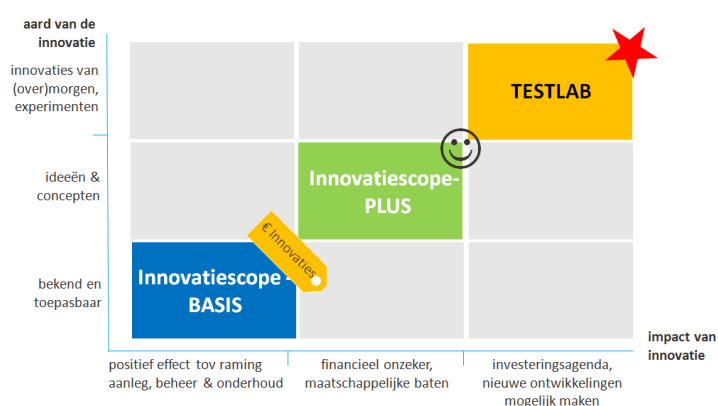 aard van de
innovatie
innovaties van
(over)morgen,
experimenten
TESTLAB
ideeën &
concepten
Innovatiescope-
PLUS
€ Innovaties
bekend en
toepasbaar
Innovatiescope -
BASIS
impact van
innovatie
positief effect tov raming
aanleg, beheer & onderhoud
financieel onzeker,
maatschappelijke baten
investeringsagenda,
nieuwe ontwikkelingen
mogelijk maken